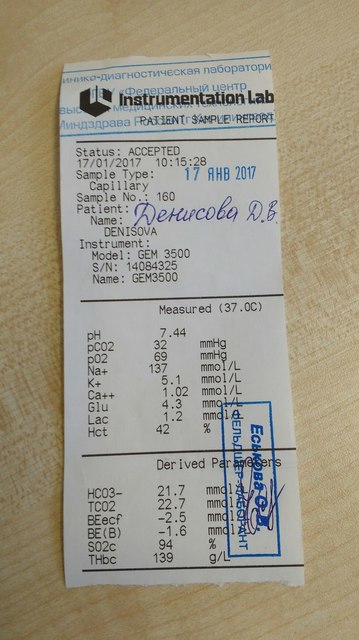 клинико-диагностическая лаборатори
«Федеральный центр
Минздрава
Instrumentation Lab
PATIENT SAMPLE REPORT
Status: ACCEPTED
17/01/2017 10:15:28
Sample Type: 17 ЯНВ 2017
Capillary
Sample No.: 160
Patient: Денисова Д.В.
Name:
DENISOVA
Instrument:
Model: GEM 3500
S/N: 14084325
Name: GEM3500
Measured (37.0C)
pH 7.44
pCO2 32 mmHg
pO2 69 mmHg
Na+ 137 mmol/L
K+ 5.1 mmol/L
Ca++ 1.02 mmol/L
Glu 4.3 mmol/L
Lac 1.2 mmol/L
Hct 42 %
Derived Parameters
HCO3- 21.7 mmol/
TCO2 22.7 mmol
BEecf -2.5 mmol
BE(B) -1.6 mmol/L
SO2c 94 %
THbc 139 g/L
Еськова
ФЕЛЬДШЕР-ЛАБОРАНТ